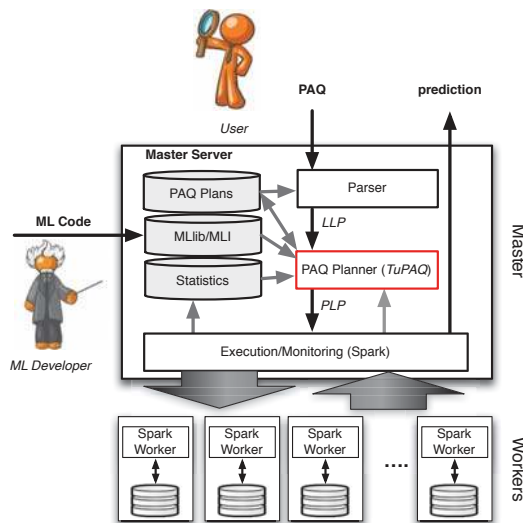 PAQ
prediction
User
Master Server
PAQ Plans
Parser
ML Code
LLP
MLlib/MLI
PAQ Planner (TuPAQ)
Statistics
PLP
Master
ML Developer
Execution/Monitoring (Spark)
Spark
Worker
Spark
Worker
Spark
Worker
....
Spark
Worker
Workers